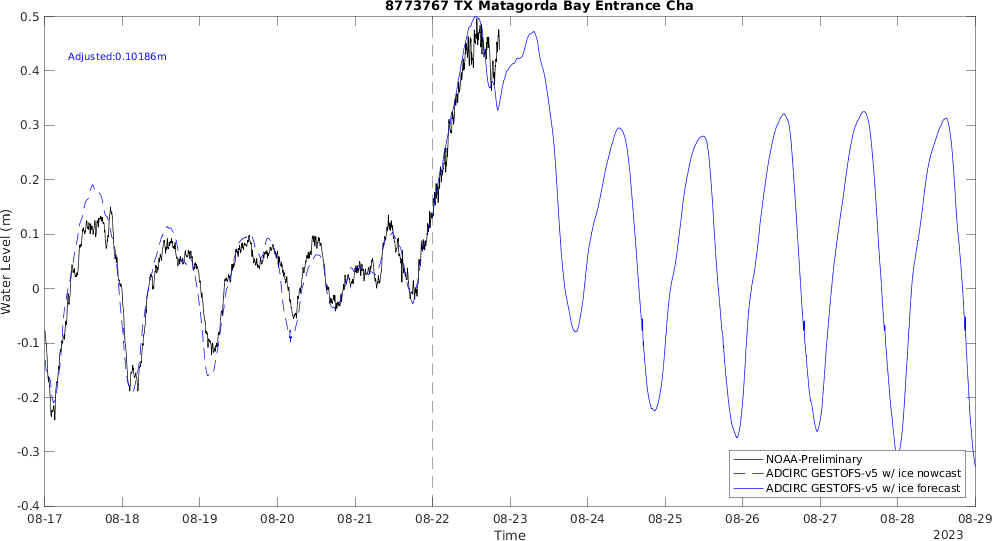 8773767 TX Matagorda Bay Entrance Cha
Adjusted:0.10186m
Water Level (m)
0.5
0.4
0.3
0.2
0.1
0
-0.1
-0.2
-0.3
-0.4
NOAA-Preliminary
ADCIRC GESTOFS-v5 w/ ice nowcast
ADCIRC GESTOFS-v5 w/ ice forecast
08-17 08-18 08-19 08-20 08-21 08-22 08-23 08-24 08-25 08-26 08-27 08-28 08-29
Time
2023